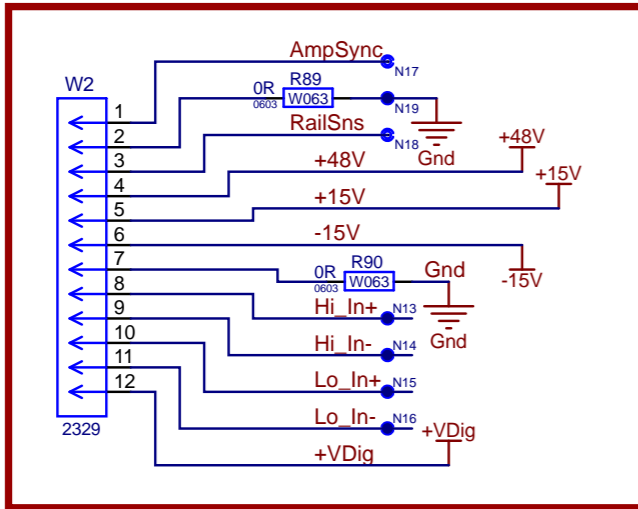 AmpSync
N17
W2
R89
0R
0603
W063
N19
1
2
RailSns
N18
Gnd
3
+48V
+48V
4
+15V
+15V
5
-15V
-15V
6
7
R90
0R
0603
W063
Gnd
Gnd
8
Hi_In+
N13
9
Hi_In-
N14
10
Lo_In+
N15
11
Lo_In-
N16
12
+VDig
+VDig
2329